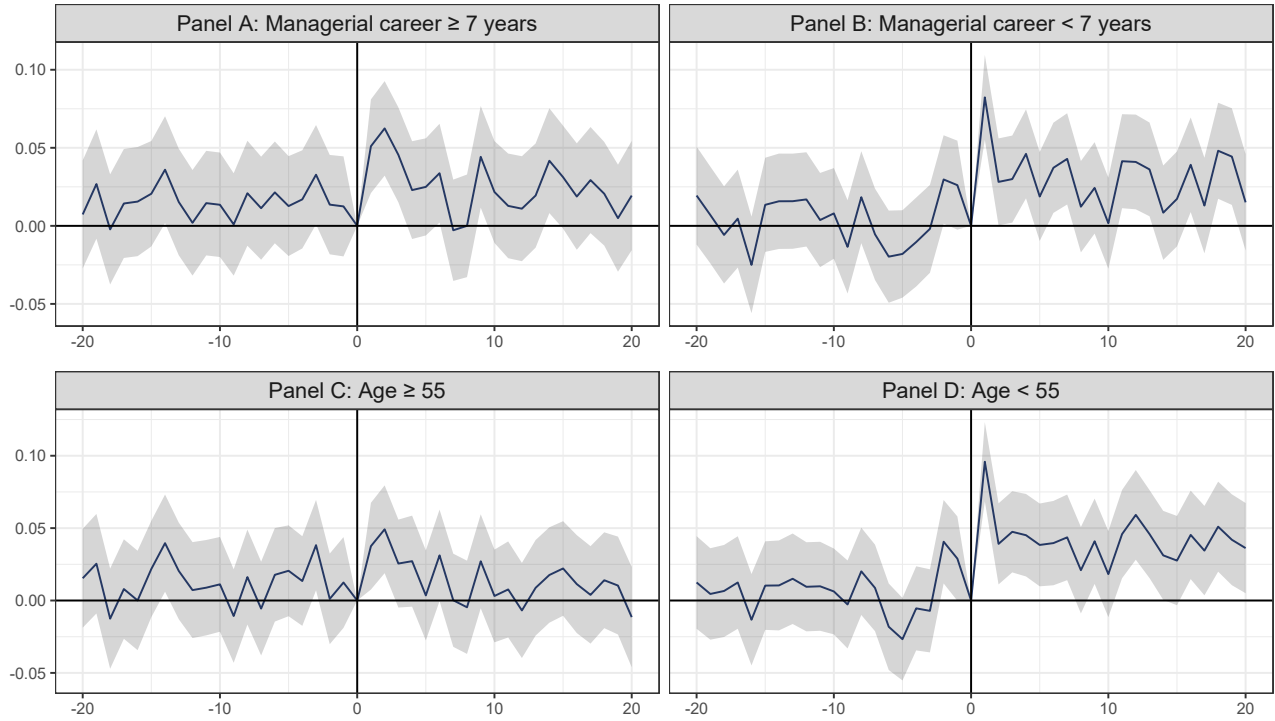 Panel A: Managerial career ≥ 7 years
Panel B: Managerial career < 7 years
0.10
0.05
0.00
-0.05
-20 -10 0 10 20
-20 -10 0 10 20
Panel C: Age ≥ 55
Panel D: Age < 55
0.10
0.05
0.00
-0.05
-20 -10 0 10 20
-20 -10 0 10 20